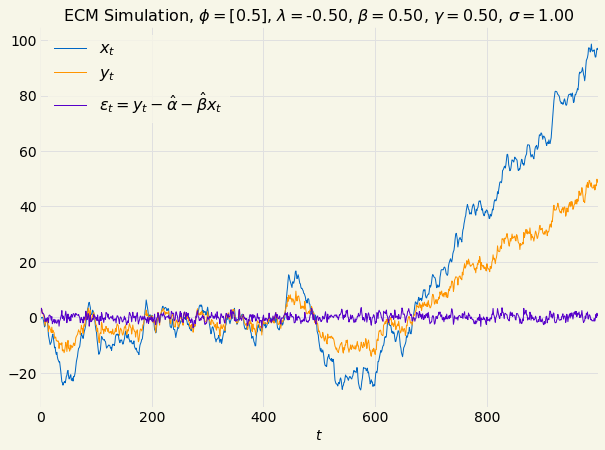 ECM Simulation, ϕ = [0.5], λ = -0.50, β = 0.50, γ = 0.50, σ = 1.00
100
80
60
40
20
0
−20
x_t
y_t
ε_t = y_t − α̂ − β̂x_t
0 200 400 600 800
t